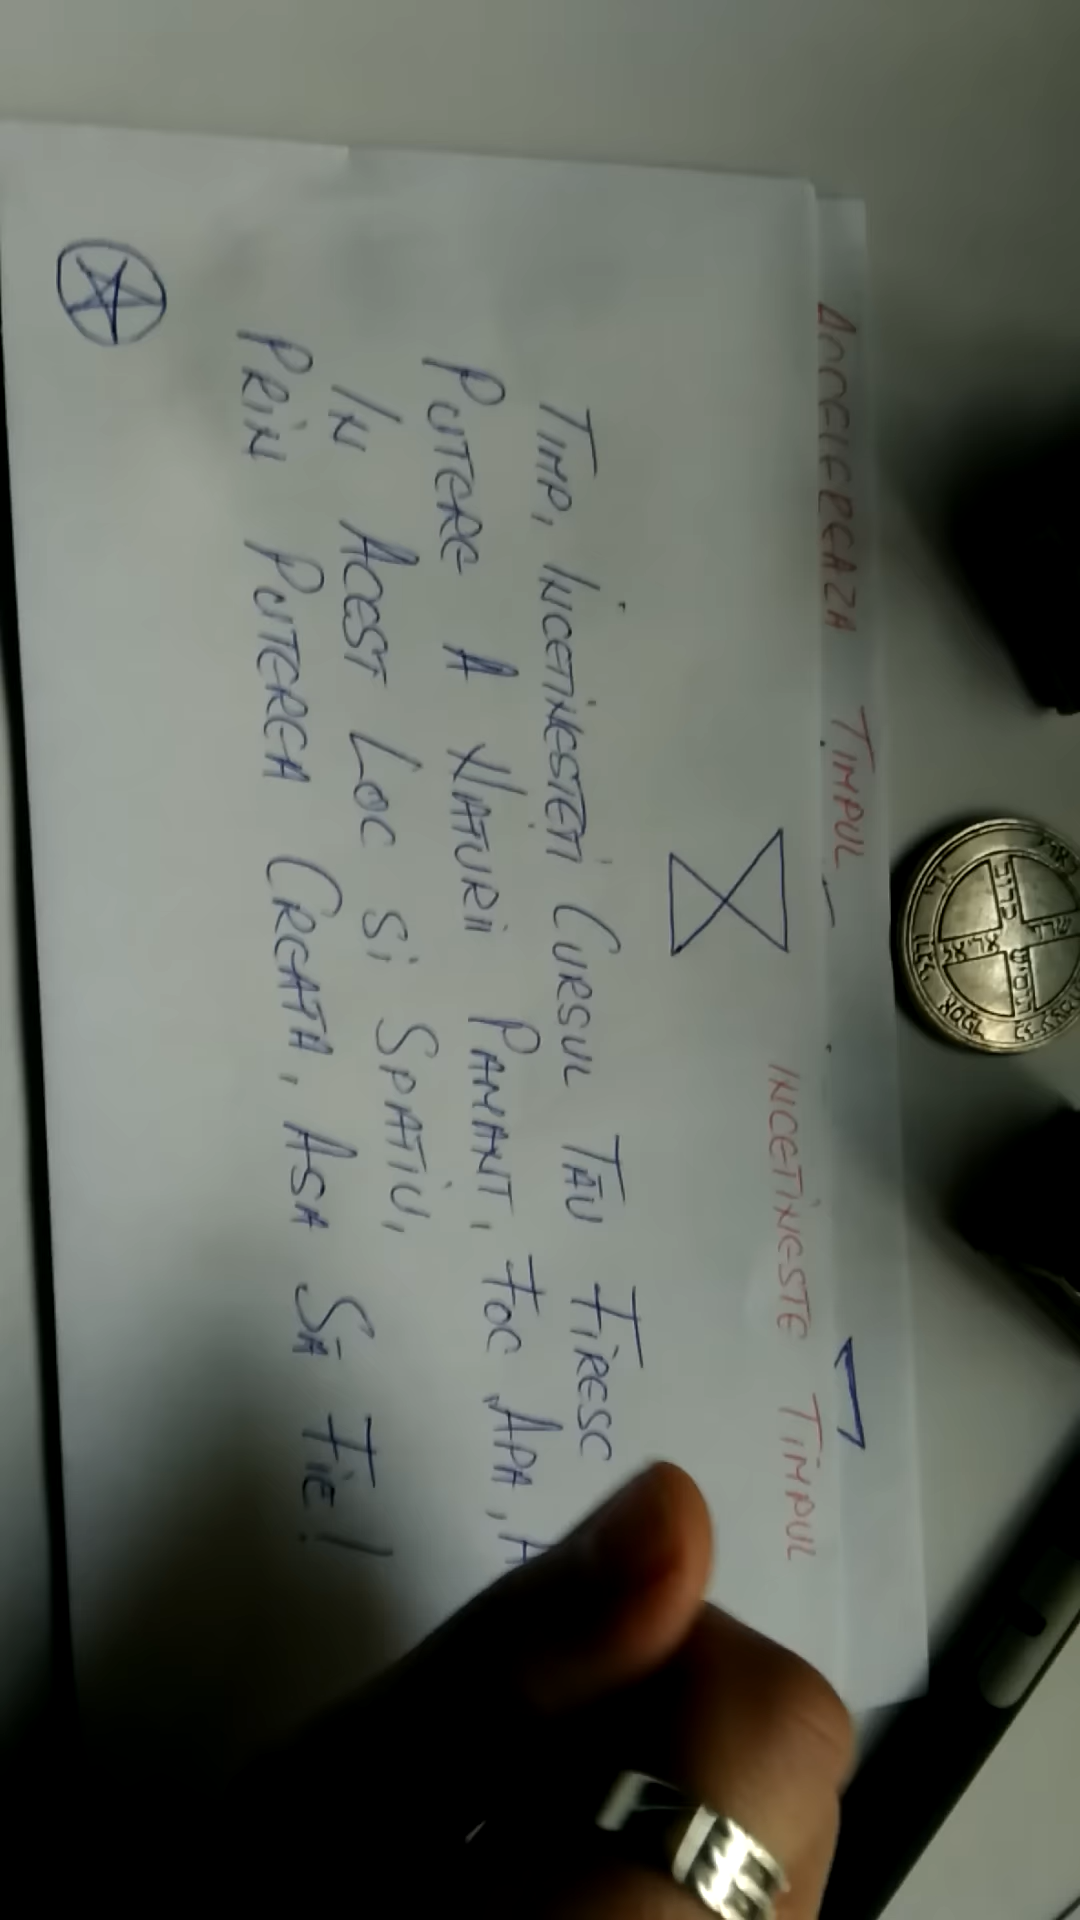 ACCELEREAZA TIMPUL
INCETINESTE TIMPUL
TIMP, INCETINESTETI CURSUL TAU FIRESC
PUTERE A NATURII PAMANT, FOC APA, A
IN ACEST LOC SI SPATIU,
PRIN PUTEREA CREATA, ASA SA FIE!